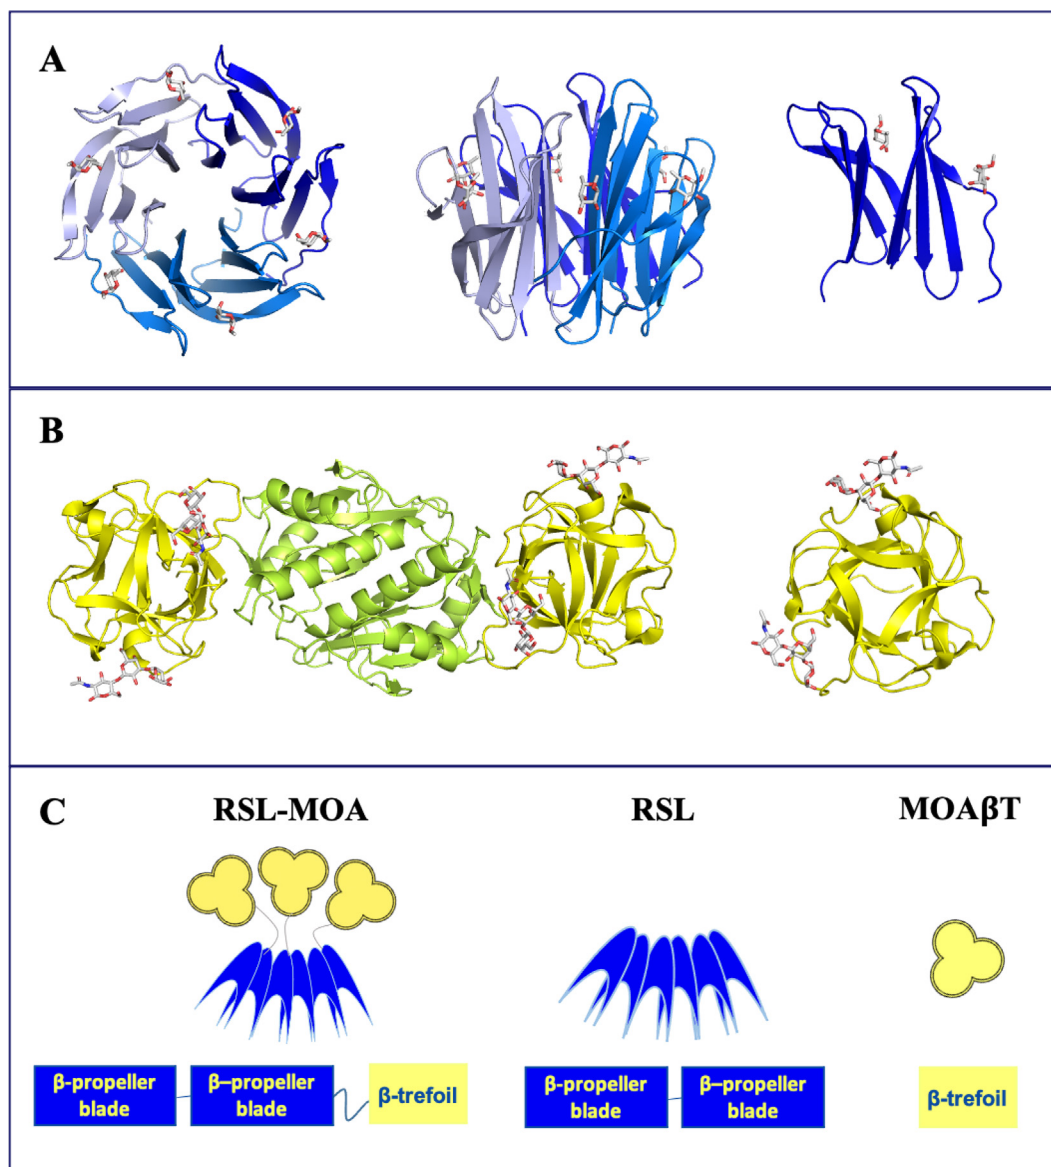 A
B
C
RSL-MOA
RSL
MOAβT
β-propeller
blade
β–propeller
blade
β-trefoil
β-propeller
blade
β–propeller
blade
β-trefoil